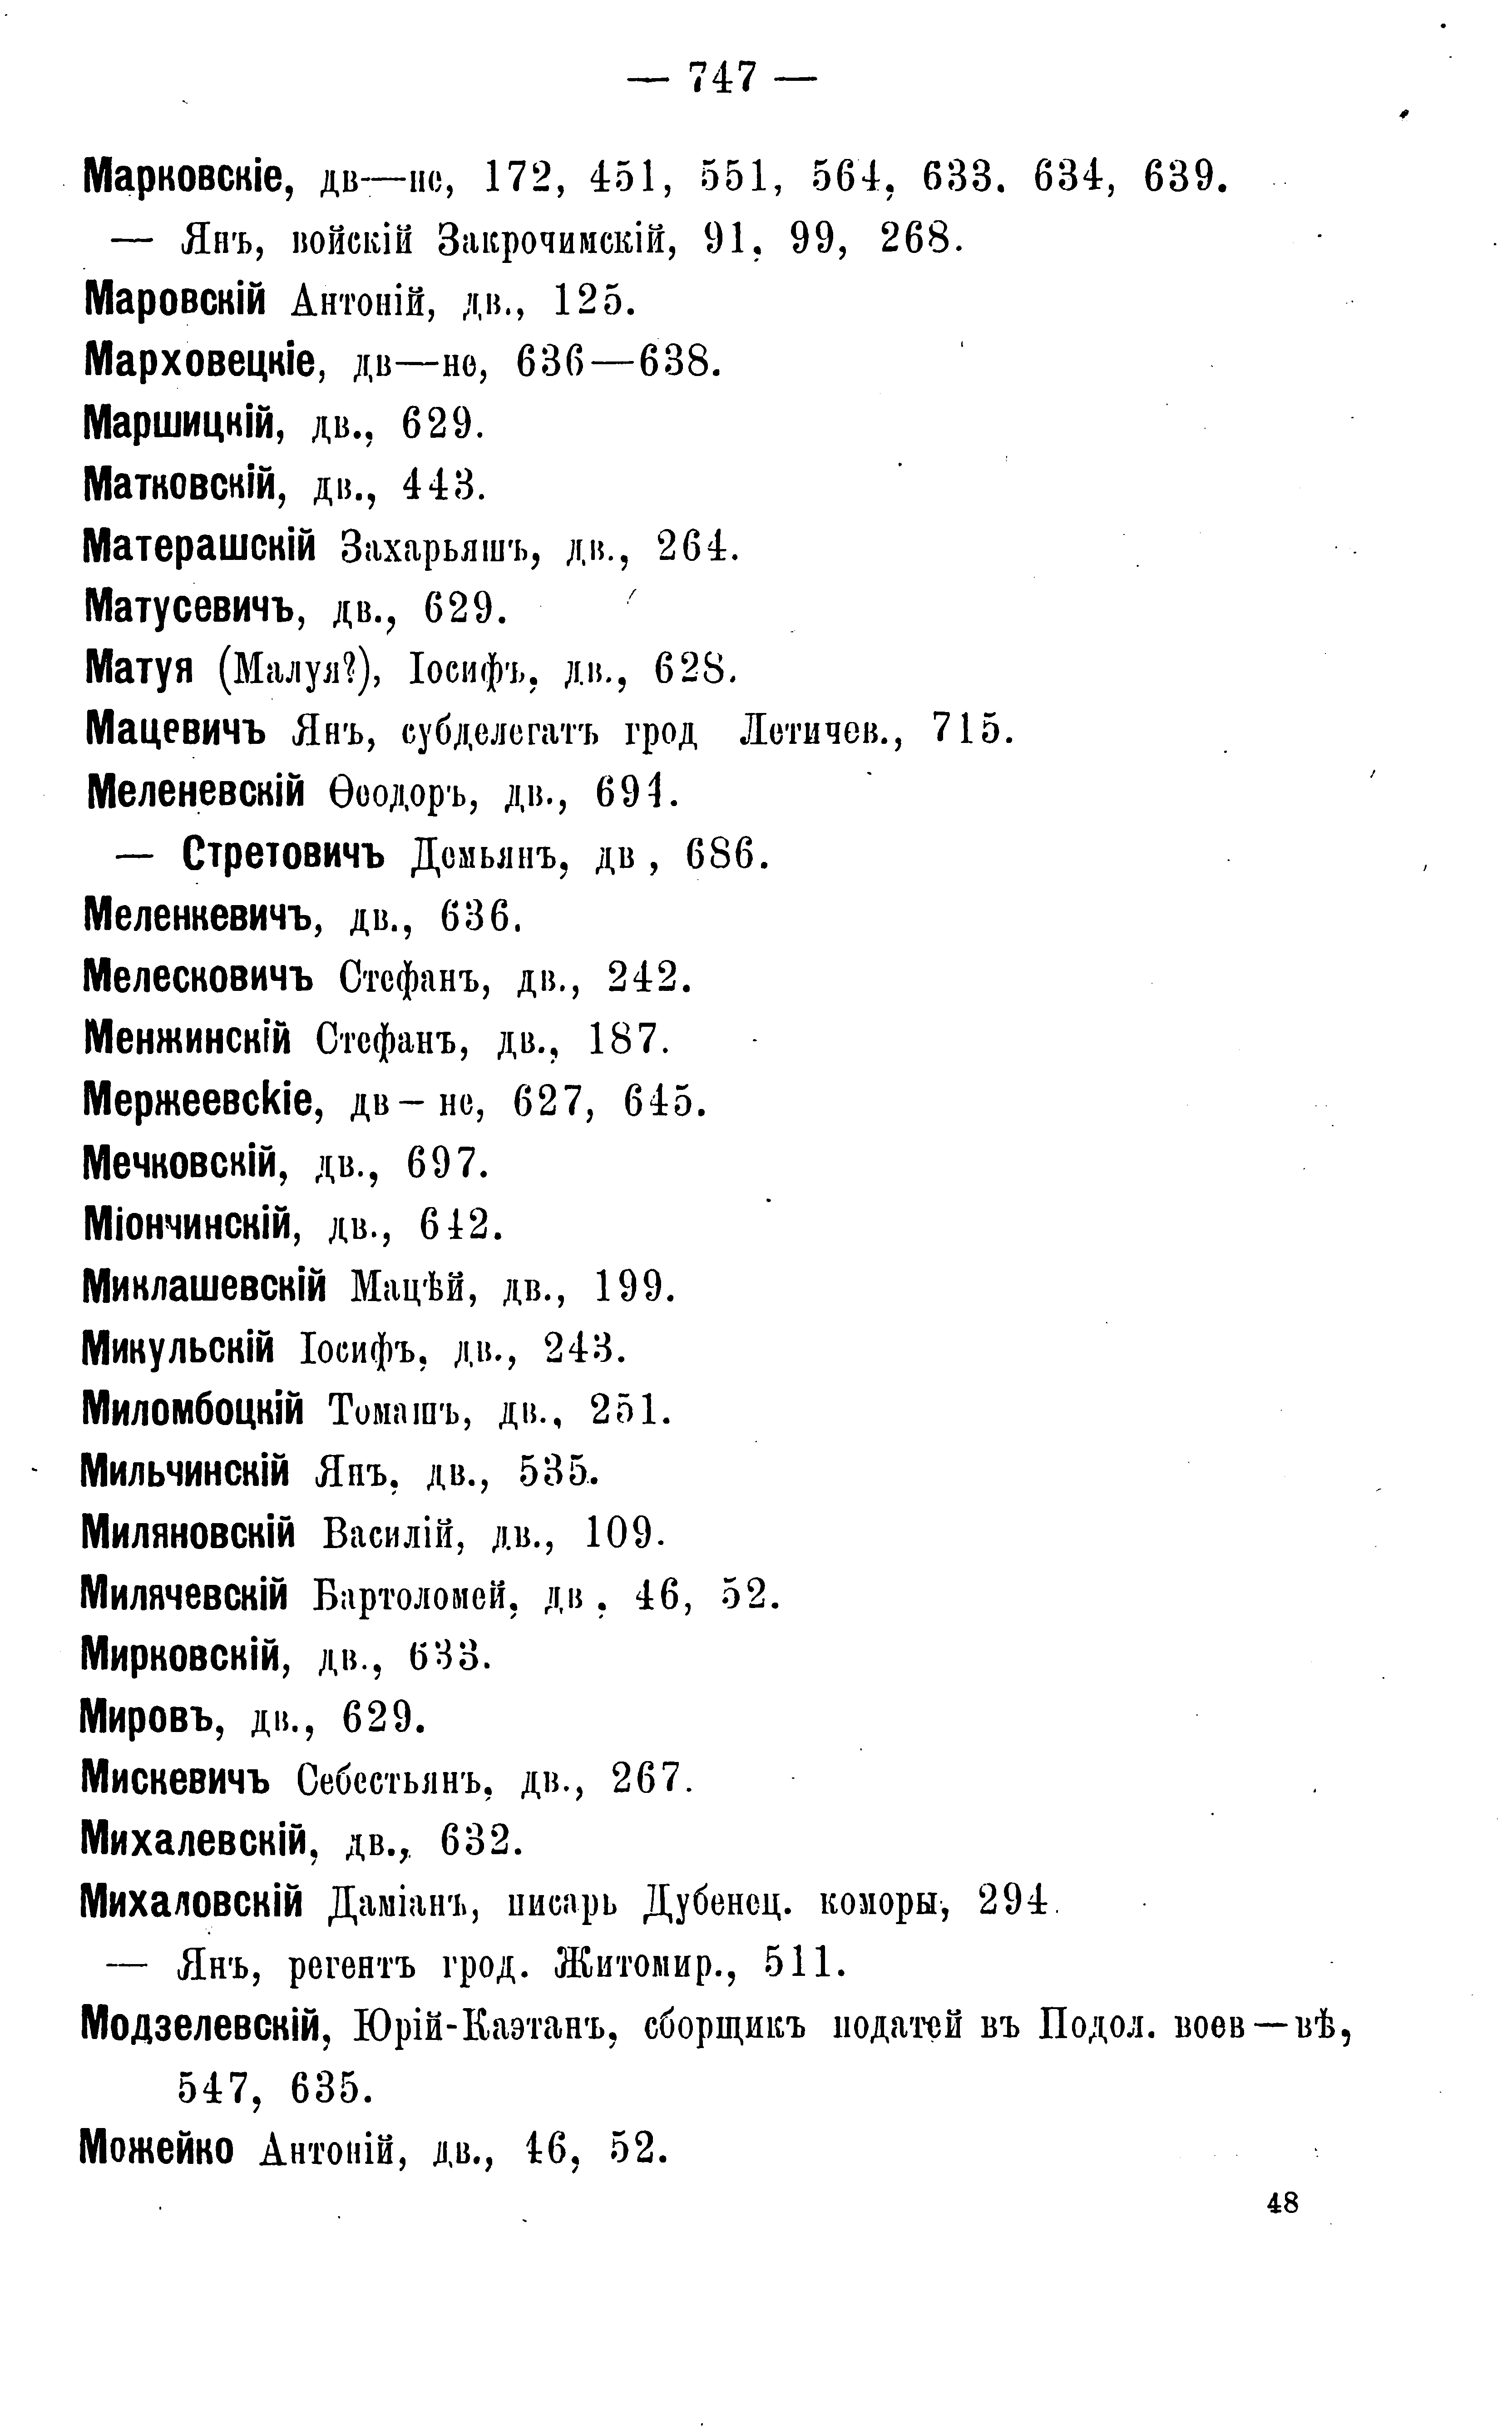 — 747 —
Марковскіе, дв—не, 172, 451, 551, 564, 633. 634, 639.
— Янъ, войскій Закрочимскій, 91, 99, 268.
Маровскій Антоній, дв., 125.
Марховецкіе, дв—не, 636—638.
Маршицкій, дв., 629.
Матковскій, дв., 443.
Матерашскій Захарьяшъ, дв., 264.
Матусевичъ, дв., 629.
Матуя (Малуя?), Іосифъ, дв., 628.
Мацевичъ Янъ, субделегатъ грод Летичев., 715.
Меленевскій Ѳеодоръ, дв., 694.
— Стретовичъ Демьянъ, дв , 686.
Меленкевичъ, дв., 636.
Мелесковичъ Стефанъ, дв., 242.
Менжинскій Стефанъ, дв., 187.
Мержеевскіе, дв—не, 627, 645.
Мечковскій, дв., 697.
Міончинскій, дв., 642.
Миклашевскій Мацѣй, дв., 199.
Микульскій Іосифъ, дв., 243.
Миломбоцкій Томашъ, дв., 251.
Мильчинскій Янъ, дв., 535.
Миляновскій Василій, дв., 109.
Милячевскій Бартоломей, дв , 46, 52.
Мирковскій, дв., 633.
Мировъ, дв., 629.
Мискевичъ Себестьянъ, дв., 267.
Михалевскій, дв., 632.
Михаловскій Даміанъ, писарь Дубенец. коморы, 294.
— Янъ, регентъ грод. Житомир., 511.
Модзелевскій, Юрій-Каэтанъ, сборщикъ податей въ Подол. воев—вѣ,
547, 635.
Можейко Антоній, дв., 46, 52.
48